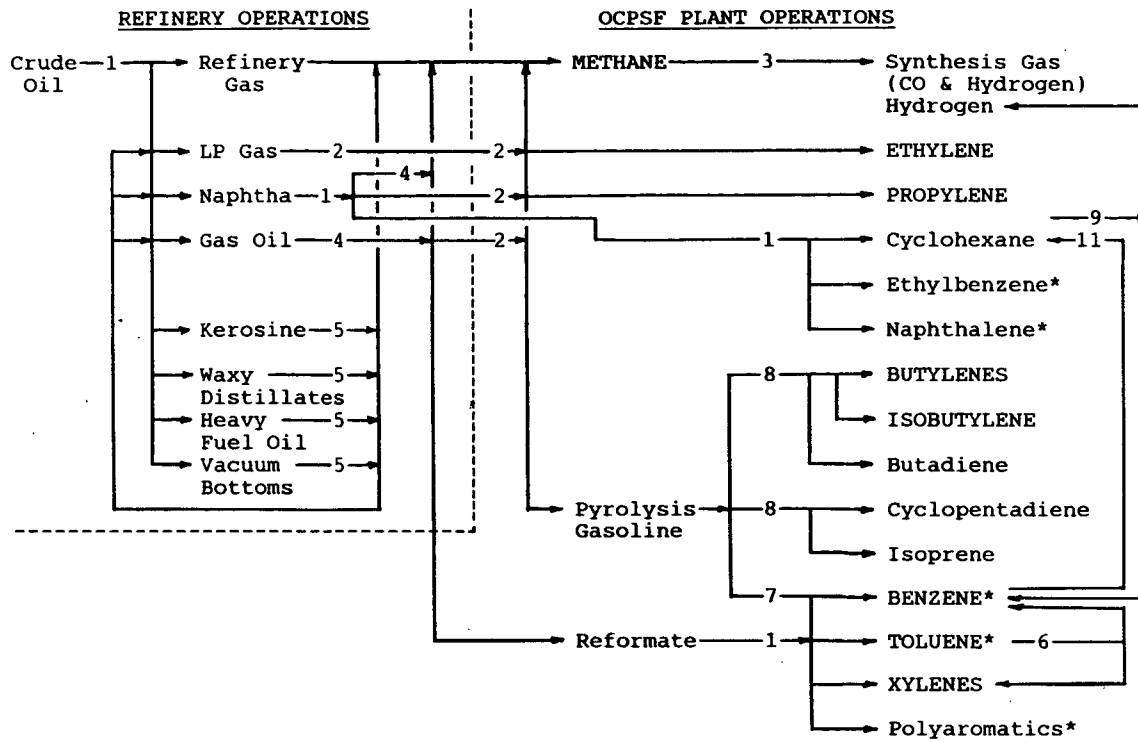 REFINERY OPERATIONS OCPSF PLANT OPERATIONS
Crude 1 Refinery METHANE 3 Synthesis Gas
Oil Gas (CO & Hydrogen)
Hydrogen
LP Gas 2 2 ETHYLENE
4
Naphtha 1 2 PROPYLENE
9
Gas Oil 4 2 1 Cyclohexane 11
Ethylbenzene*
Kerosine 5 Naphthalene*
Waxy 5 8 BUTYLENES
Distillates
Heavy 5 ISOBUTYLENE
Fuel Oil
Vacuum 5 Butadiene
Bottoms
Pyrolysis 8 Cyclopentadiene
Gasoline
Isoprene
7 BENZENE*
Reformate 1 TOLUENE* 6
XYLENES
Polyaromatics*